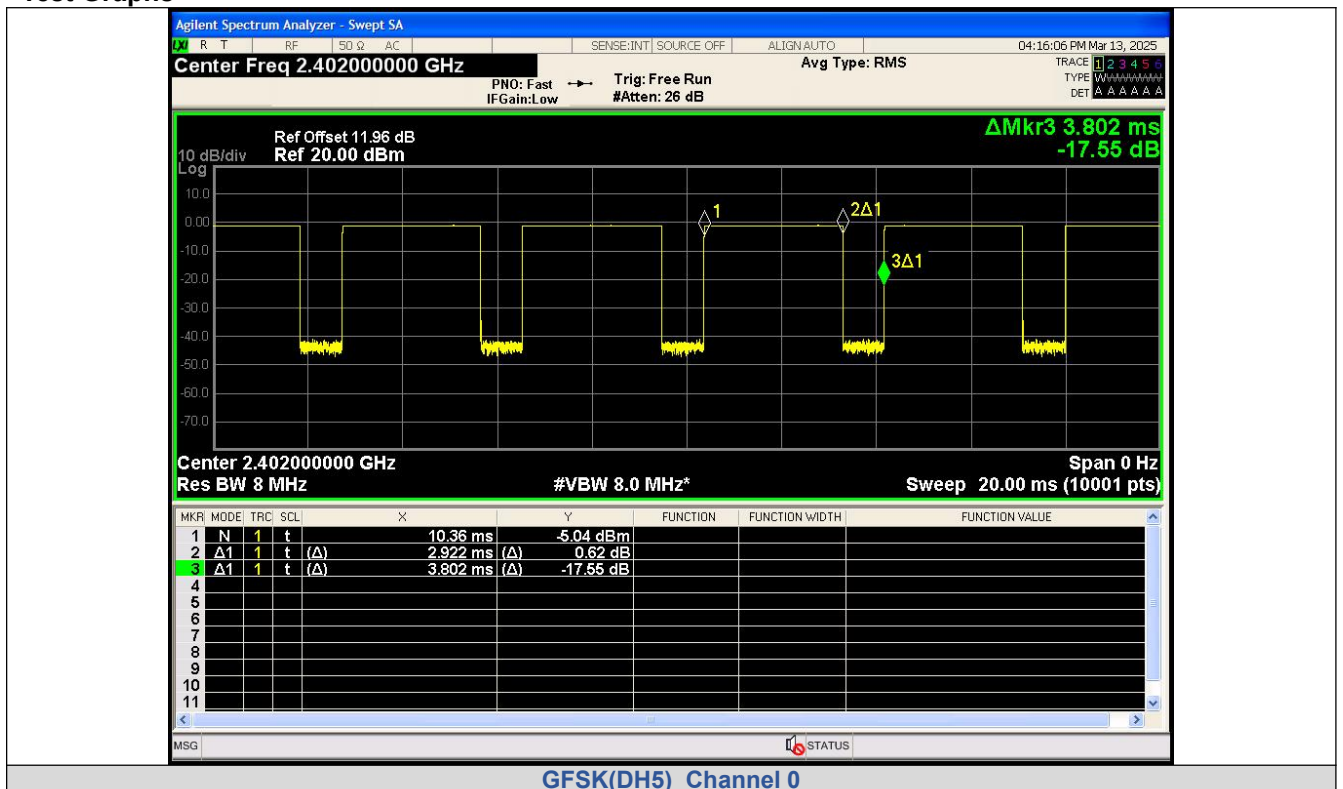 Test Graphs
Agilent Spectrum Analyzer - Swept SA
LXI R T RF 50 Ω AC SENSE:INT SOURCE OFF ALIGN AUTO 04:16:06 PM Mar 13, 2025
Center Freq 2.402000000 GHz Avg Type: RMS TRACE 1 2 3 4 5 6
PNO: Fast Trig: Free Run TYPE WWWWWW
IFGain:Low #Atten: 26 dB DET A A A A A A
ΔMkr3 3.802 ms
Ref Offset 11.96 dB
10 dB/div Ref 20.00 dBm -17.55 dB
Log
10.0
1 2Δ1
0.00
-10.0
3Δ1
-20.0
-30.0
-40.0
-50.0
-60.0
-70.0
Center 2.402000000 GHz Span 0 Hz
Res BW 8 MHz #VBW 8.0 MHz* Sweep 20.00 ms (10001 pts)
MKR MODE TRC SCL X Y FUNCTION FUNCTION WIDTH FUNCTION VALUE
1 N 1 t 10.36 ms -5.04 dBm
2 Δ1 1 t (Δ) 2.922 ms (Δ) 0.62 dB
3 Δ1 1 t (Δ) 3.802 ms (Δ) -17.55 dB
4
5
6
7
8
9
10
11
MSG STATUS
GFSK(DH5) Channel 0